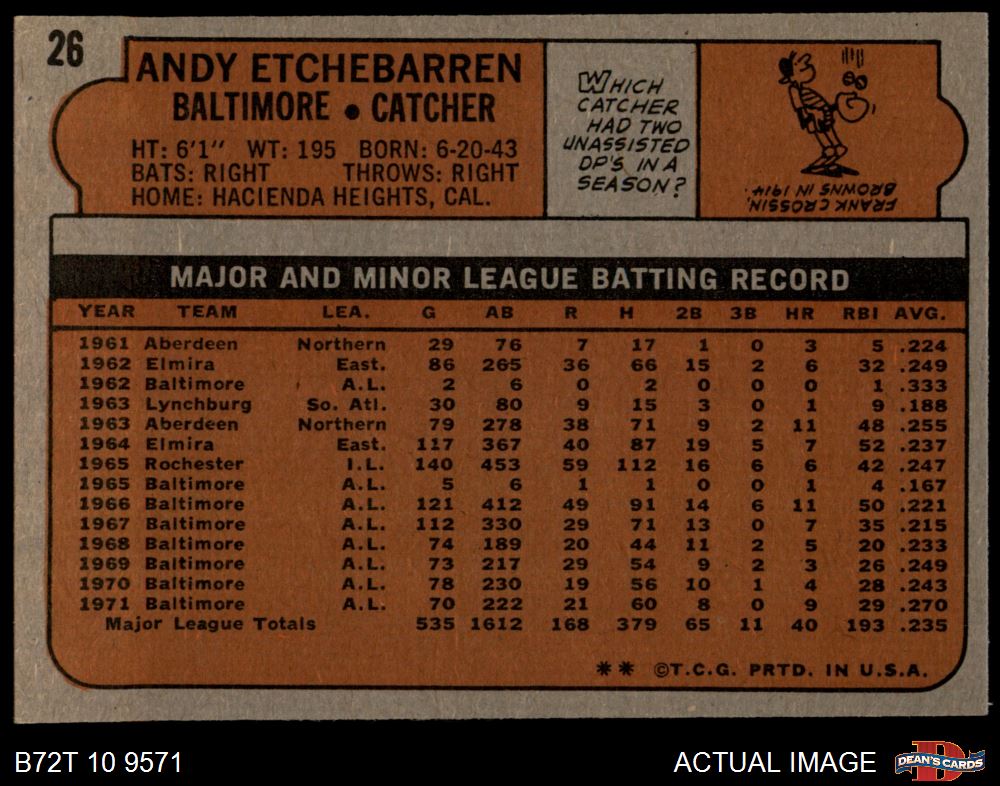 26
ANDY ETCHEBARREN
BALTIMORE • CATCHER
HT: 6'1" WT: 195 BORN: 6-20-43
BATS: RIGHT THROWS: RIGHT
HOME: HACIENDA HEIGHTS, CAL.
WHICH
CATCHER
HAD TWO
UNASSISTED
DP'S IN A
SEASON?
FRANK CROSSIN,
BROWNS IN 1914.
MAJOR AND MINOR LEAGUE BATTING RECORD
YEAR TEAM LEA. G AB R H 2B 3B HR RBI AVG.
1961 Aberdeen Northern 29 76 7 17 1 0 3 5 .224
1962 Elmira East. 86 265 36 66 15 2 6 32 .249
1962 Baltimore A.L. 2 6 0 2 0 0 0 1 .333
1963 Lynchburg So. Atl. 30 80 9 15 3 0 1 9 .188
1963 Aberdeen Northern 79 278 38 71 9 2 11 48 .255
1964 Elmira East. 117 367 40 87 19 5 7 52 .237
1965 Rochester I.L. 140 453 59 112 16 6 6 42 .247
1965 Baltimore A.L. 5 6 1 1 0 0 1 4 .167
1966 Baltimore A.L. 121 412 49 91 14 6 11 50 .221
1967 Baltimore A.L. 112 330 29 71 13 0 7 35 .215
1968 Baltimore A.L. 74 189 20 44 11 2 5 20 .233
1969 Baltimore A.L. 73 217 29 54 9 2 3 26 .249
1970 Baltimore A.L. 78 230 19 56 10 1 4 28 .243
1971 Baltimore A.L. 70 222 21 60 8 0 9 29 .270
Major League Totals 535 1612 168 379 65 11 40 193 .235
** ©T.C.G. PRTD. IN U.S.A.
B72T 10 9571
ACTUAL IMAGE
DEAN'S CARDS